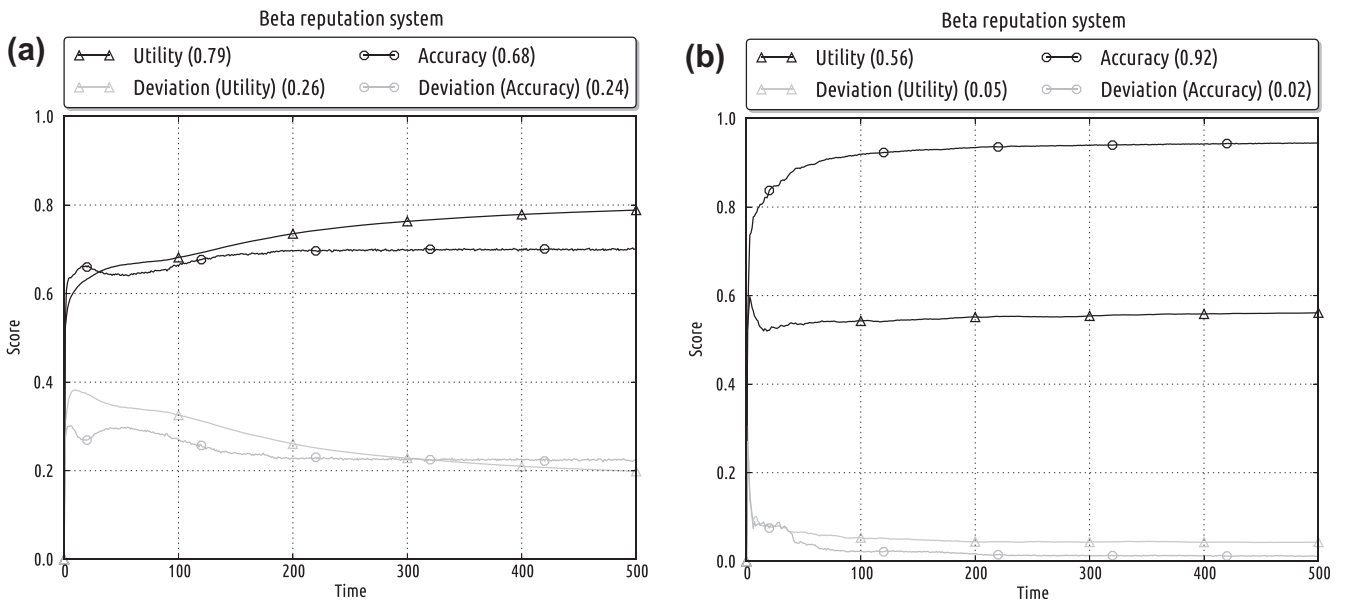 Beta reputation system
(a)
Utility (0.79)
Accuracy (0.68)
Deviation (Utility) (0.26)
Deviation (Accuracy) (0.24)
1.0
0.8
0.6
0.4
0.2
0.0
Score
0
100
200
300
400
500
Time
Beta reputation system
(b)
Utility (0.56)
Accuracy (0.92)
Deviation (Utility) (0.05)
Deviation (Accuracy) (0.02)
1.0
0.8
0.6
0.4
0.2
0.0
Score
0
100
200
300
400
500
Time